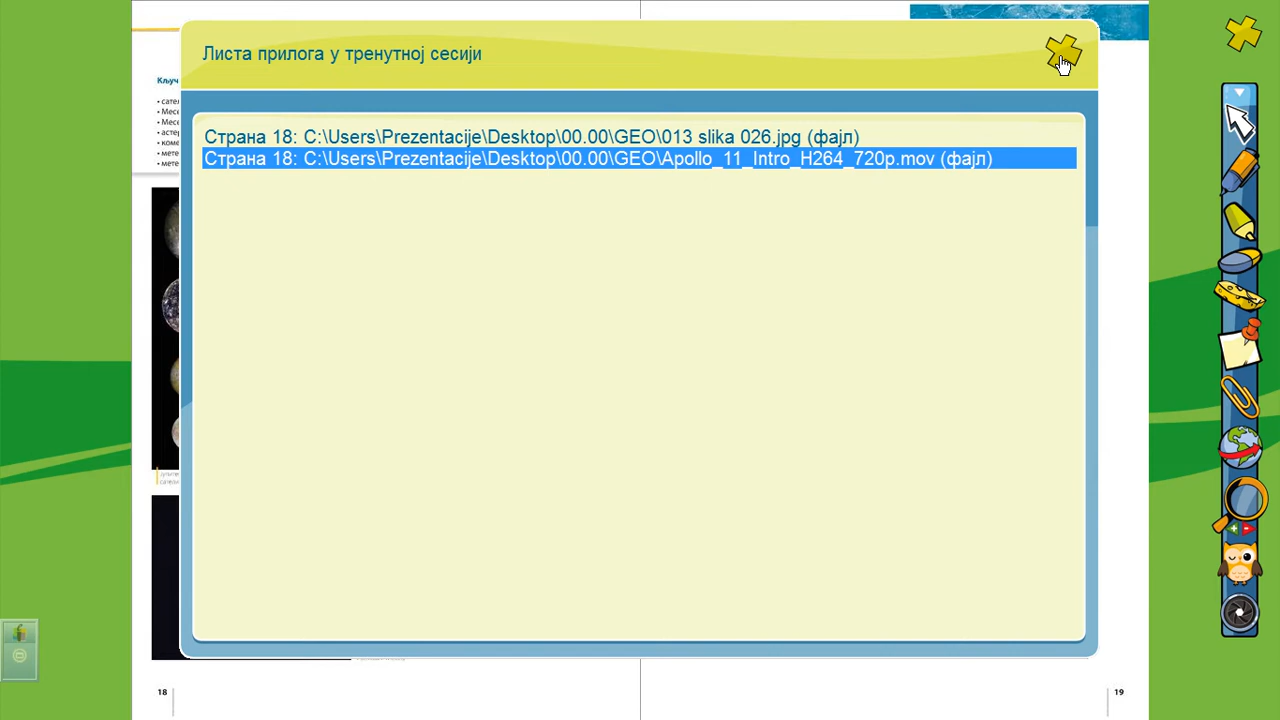 Листа прилога у тренутној сесији
Страна 18: C:\Users\Prezentacije\Desktop\00.00\GEO\013 slika 026.jpg (фајл)
Страна 18: C:\Users\Prezentacije\Desktop\00.00\GEO\Apollo_11_Intro_H264_720p.mov (фајл)
18
19